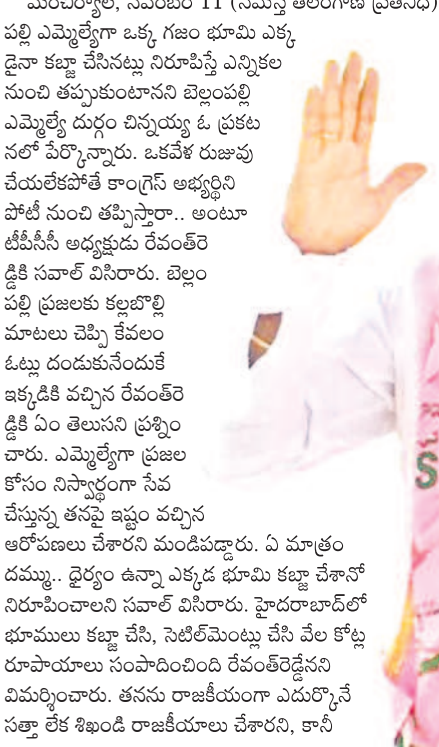 మంచిర్యాల, నవంబర్ 11 (నమస్తే తెలంగాణ ప్రతినిధి)
పల్లి ఎమ్మెల్యేగా ఒక్క గజం భూమి ఎక్క
డైనా కబ్జా చేసినట్లు నిరూపిస్తే ఎన్నికల
నుంచి తప్పుకుంటానని బెల్లంపల్లి
ఎమ్మెల్యే దుర్గం చిన్నయ్య ఓ ప్రకట
నలో పేర్కొన్నారు. ఒకవేళ రుజువు
చేయలేకపోతే కాంగ్రెస్ అభ్యర్థిని
పోటీ నుంచి తప్పిస్తారా.. అంటూ
టీపీసీసీ అధ్యక్షుడు రేవంత్‌రె
డ్డికి సవాల్ విసిరారు. బెల్లం
పల్లి ప్రజలకు కల్లబొల్లి
మాటలు చెప్పి కేవలం
ఓట్లు దండుకునేందుకే
ఇక్కడికి వచ్చిన రేవంత్‌రె
డ్డికి ఏం తెలుసని ప్రశ్నిం
చారు. ఎమ్మెల్యేగా ప్రజల
కోసం నిస్వార్థంగా సేవ
చేస్తున్న తనపై ఇష్టం వచ్చిన
ఆరోపణలు చేశారని మండిపడ్డారు. ఏ మాత్రం
దమ్ము.. ధైర్యం ఉన్నా ఎక్కడ భూమి కబ్జా చేశానో
నిరూపించాలని సవాల్ విసిరారు. హైదరాబాద్‌లో
భూములు కబ్జా చేసి, సెటిల్‌మెంట్లు చేసి వేల కోట్ల
రూపాయాలు సంపాదించింది రేవంత్‌రెడ్డేనని
విమర్శించారు. తనను రాజకీయంగా ఎదుర్కొనే
సత్తా లేక శిఖండి రాజకీయాలు చేశారని, కానీ
S